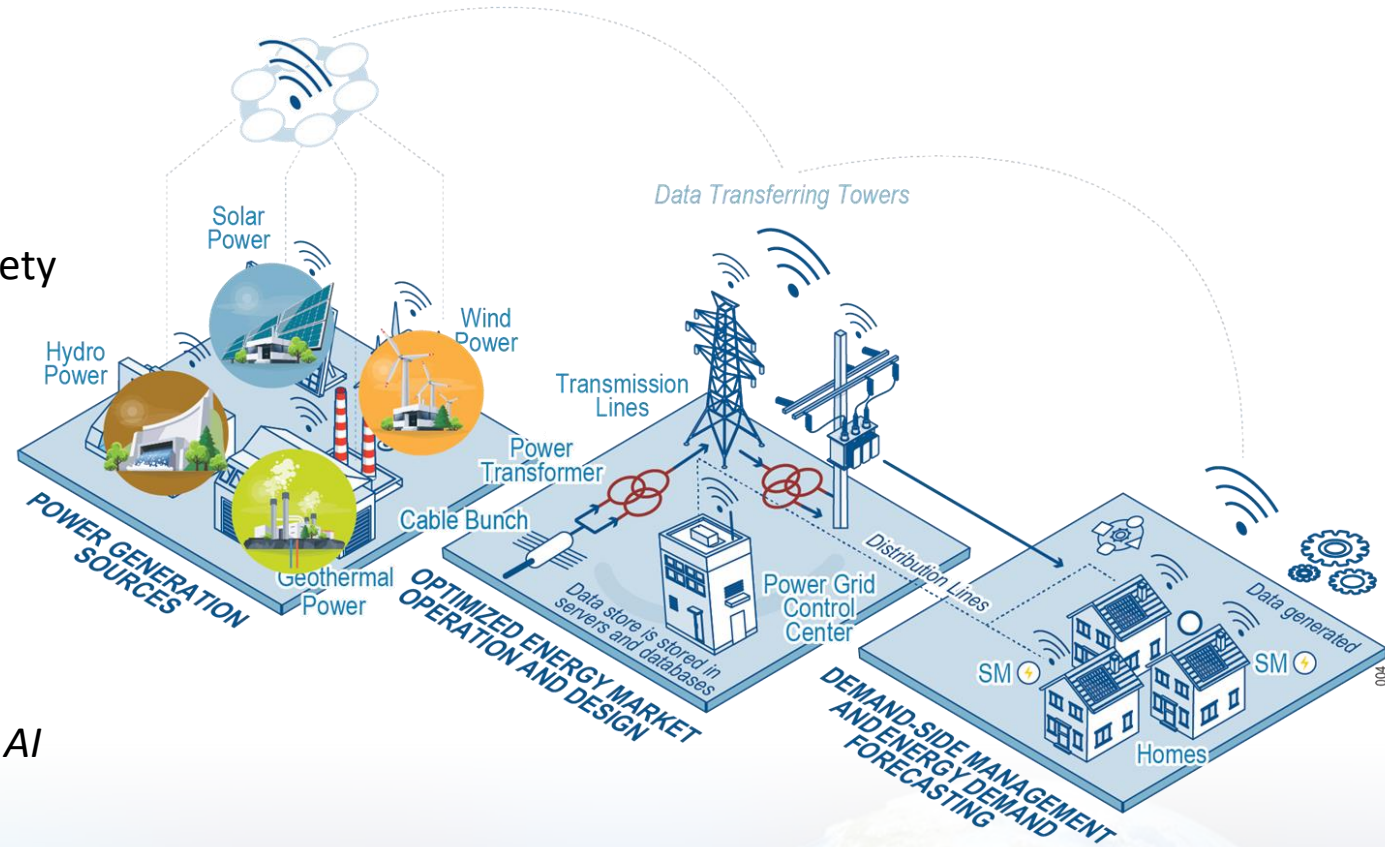 Data Transferring Towers
Solar
Power
ety
Wind
Power
Hydro
Power
Transmission
Lines
Power
Transformer
Cable Bunch
Geothermal
Power
POWER GENERATION
SOURCES
Data store is stored in
servers and databases
Power Grid
Control
Center
Distribution Lines
OPTIMIZED ENERGY MARKET
OPERATION AND DESIGN
Data generated
SM
SM
Homes
004
DEMAND-SIDE MANAGEMENT
AND ENERGY DEMAND
FORECASTING
AI